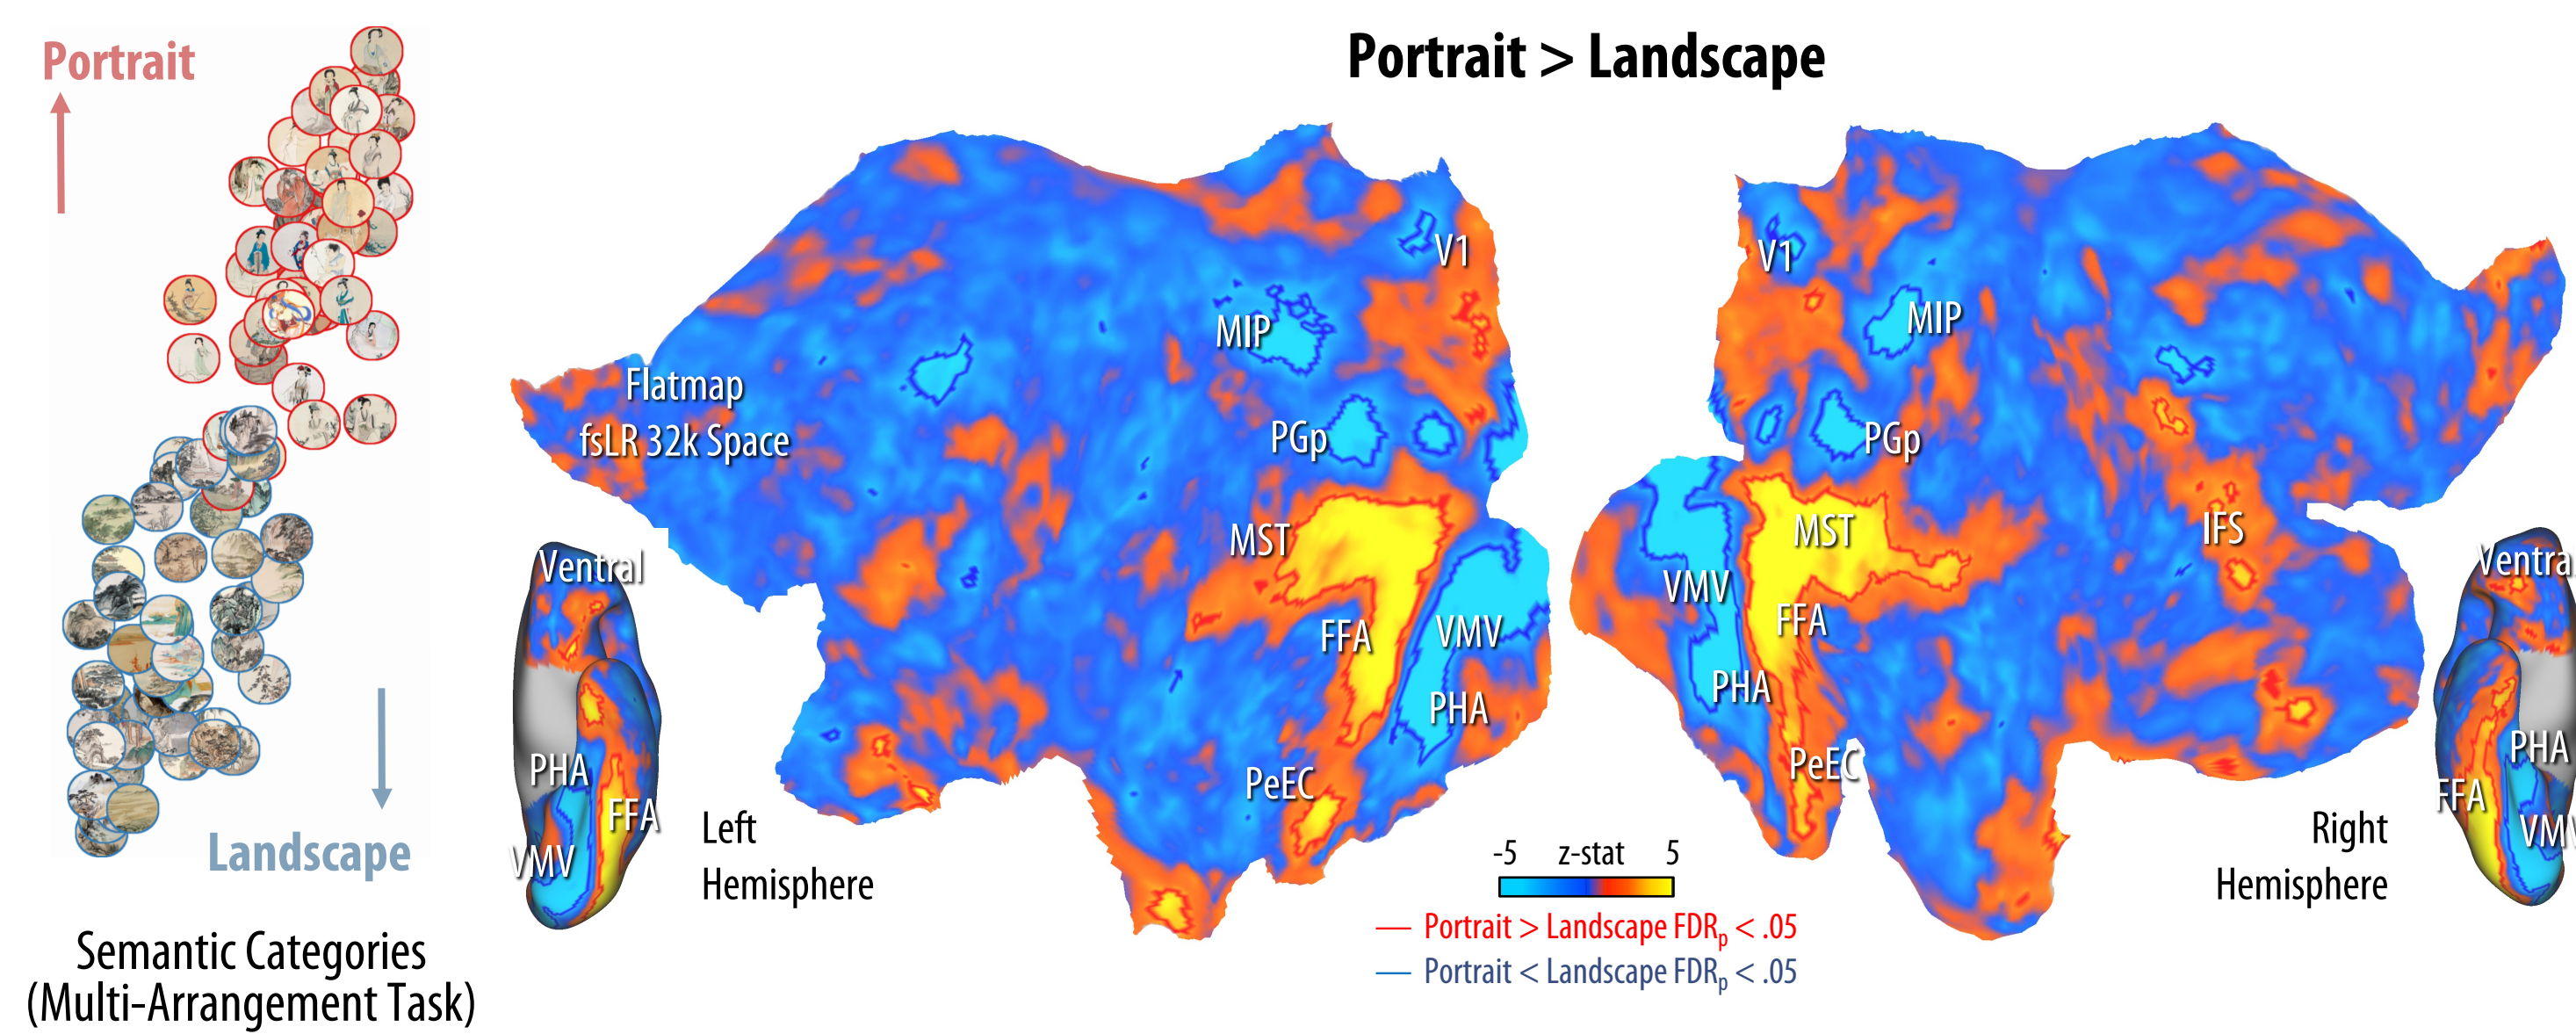 Portrait
Landscape
Semantic Categories
(Multi-Arrangement Task)
Portrait > Landscape
Flatmap
fsLR 32k Space
V1
MIP
PGp
MST
FFA
VMV
PHA
PeEC
Ventral
PHA
FFA
VMV
Left
Hemisphere
V1
MIP
PGp
MST
VMV
FFA
PHA
PeEC
IFS
Ventra
PHA
FFA
VMV
Right
Hemisphere
-5 z-stat 5
Portrait > Landscape FDRp < .05
Portrait < Landscape FDRp < .05